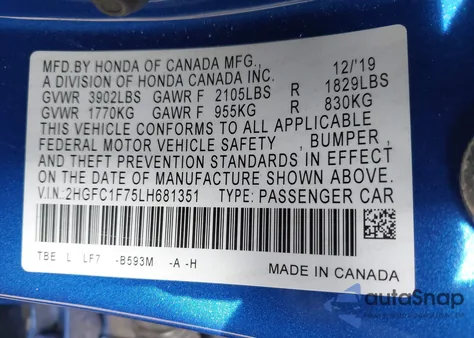 MFD.BY HONDA OF CANADA MFG., 12/19
A DIVISION OF HONDA CANADA INC.
GVWR 3902LBS GAWR F 2105LBS R 1829LBS
GVWR 1770KG GAWR F 955KG R 830KG
THIS VEHICLE CONFORMS TO ALL APPLICABLE
FEDERAL MOTOR VEHICLE SAFETY , BUMPER ,
AND THEFT PREVENTION STANDARDS IN EFFECT
ON THE DATE OF MANUFACTURE SHOWN ABOVE.
V.I.N: 2HGFC1F75LH681351 TYPE: PASSENGER CAR
TBE L LF7 -B593M -A -H
MADE IN CANADA
autoSnap